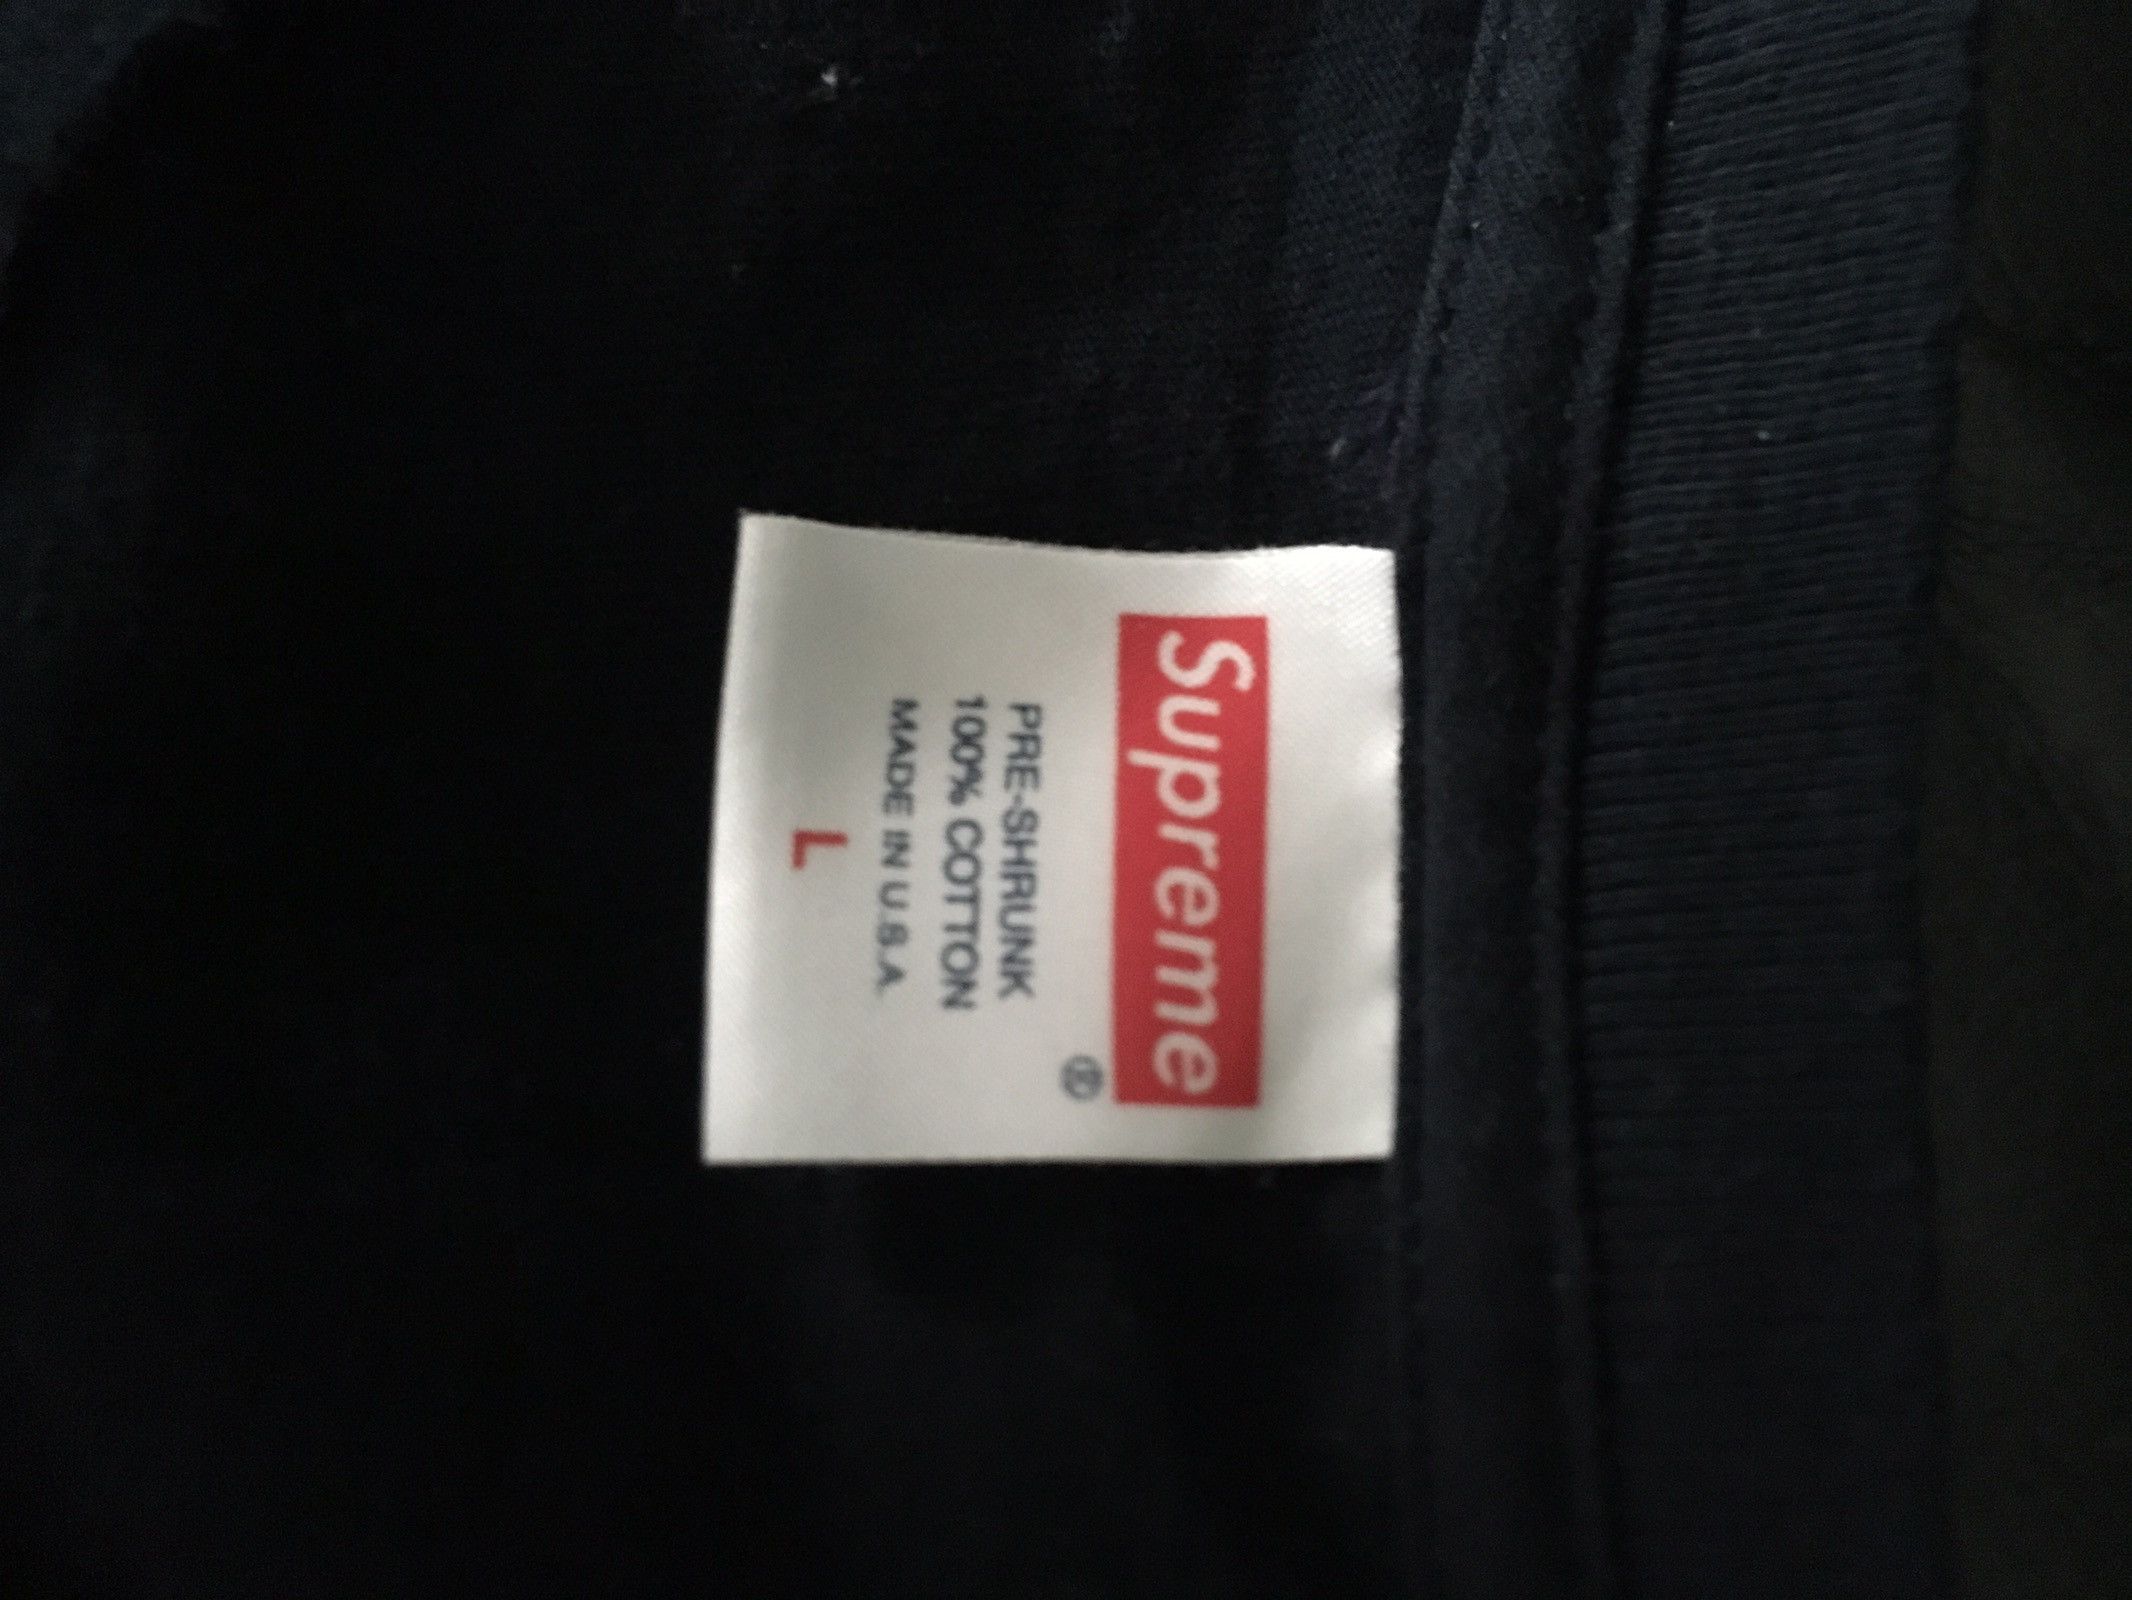 Supreme
®
PRE-SHRUNK
100% COTTON
MADE IN U.S.A.
L